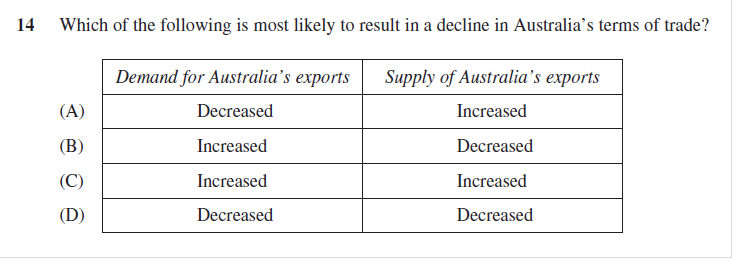 14 Which of the following is most likely to result in a decline in Australia’s terms of trade?
Demand for Australia’s exports Supply of Australia’s exports
(A) Decreased Increased
(B) Increased Decreased
(C) Increased Increased
(D) Decreased Decreased